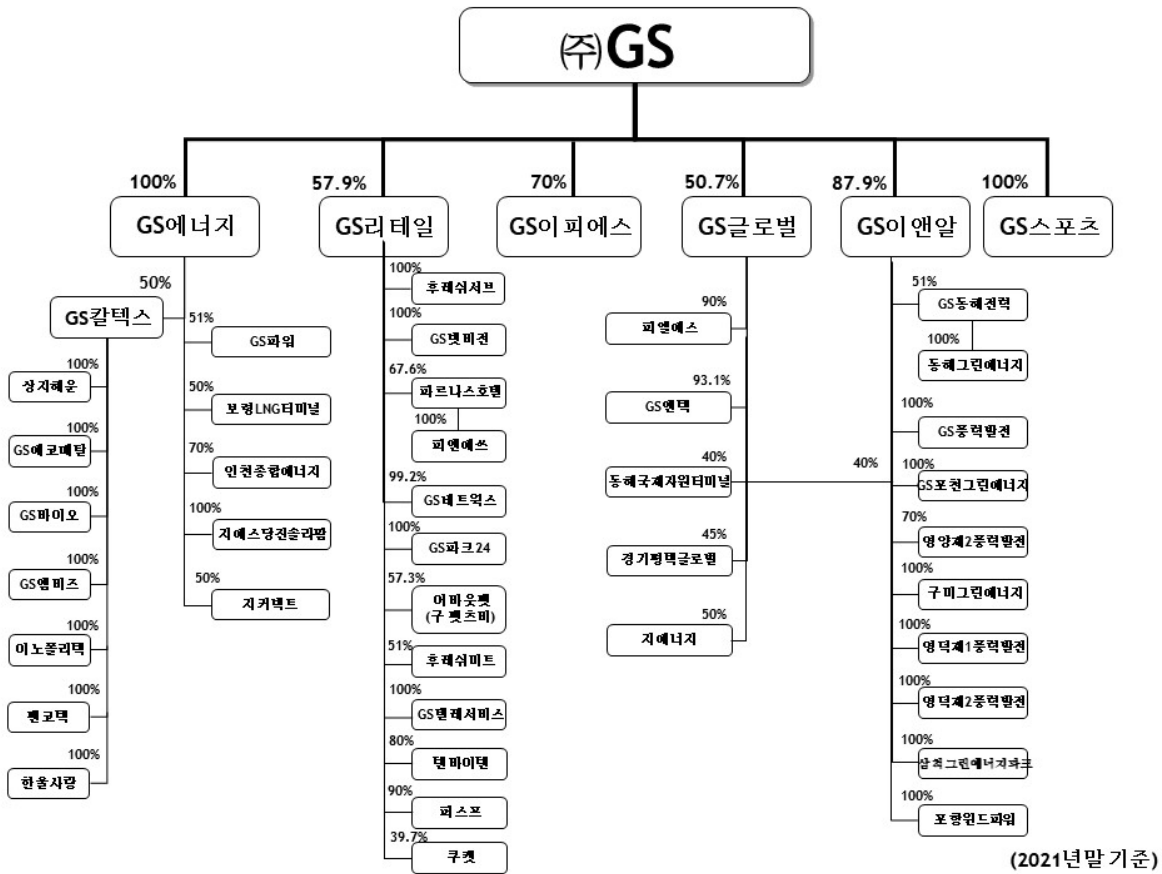 ㈜GS
100%
57.9%
70%
50.7%
87.9%
100%
GS에너지
GS리테일
GS이피에스
GS글로벌
GS이앤알
GS스포츠
50%
GS칼텍스
100%
상지해운
100%
GS에코메탈
100%
GS바이오
100%
GS엠비즈
100%
이노폴리텍
100%
펜코텍
100%
한울사랑
51%
GS파워
50%
보령LNG터미널
70%
인천종합에너지
100%
지에스당진솔라팜
50%
지커넥트
100%
후레쉬서브
100%
GS넷비전
67.6%
파르나스호텔
100%
피앤에쓰
99.2%
GS네트웍스
100%
GS파크24
57.3%
어바웃펫
(구 펫츠비)
51%
후레쉬미트
100%
GS텔레서비스
80%
텐바이텐
90%
퍼스프
39.7%
쿠캣
90%
피엘에스
93.1%
GS엔텍
40%
동해국제자원터미널
40%
45%
경기평택글로벌
50%
지에너지
51%
GS동해전력
100%
동해그린에너지
100%
GS풍력발전
100%
GS포천그린에너지
70%
영양제2풍력발전
100%
구미그린에너지
100%
영덕제1풍력발전
100%
영덕제2풍력발전
100%
삼척그린에너지파크
100%
포항윈드파워
(2021년말 기준)